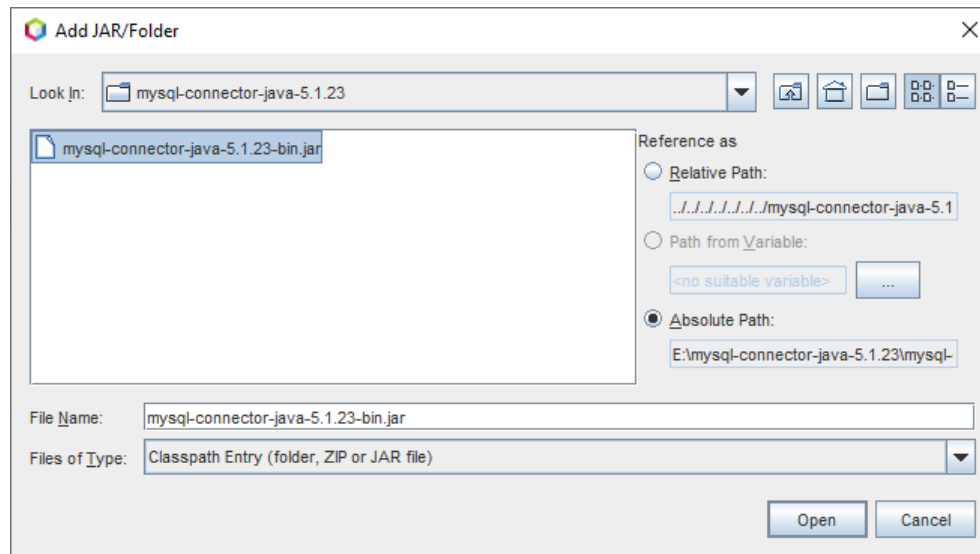 Add JAR/Folder
Look In:
mysql-connector-java-5.1.23
mysql-connector-java-5.1.23-bin.jar
Reference as
Relative Path:
../../../../../../../mysql-connector-java-5.1
Path from Variable:
<no suitable variable>
...
Absolute Path:
E:\mysql-connector-java-5.1.23\mysql-
File Name:
mysql-connector-java-5.1.23-bin.jar
Files of Type:
Classpath Entry (folder, ZIP or JAR file)
Open
Cancel